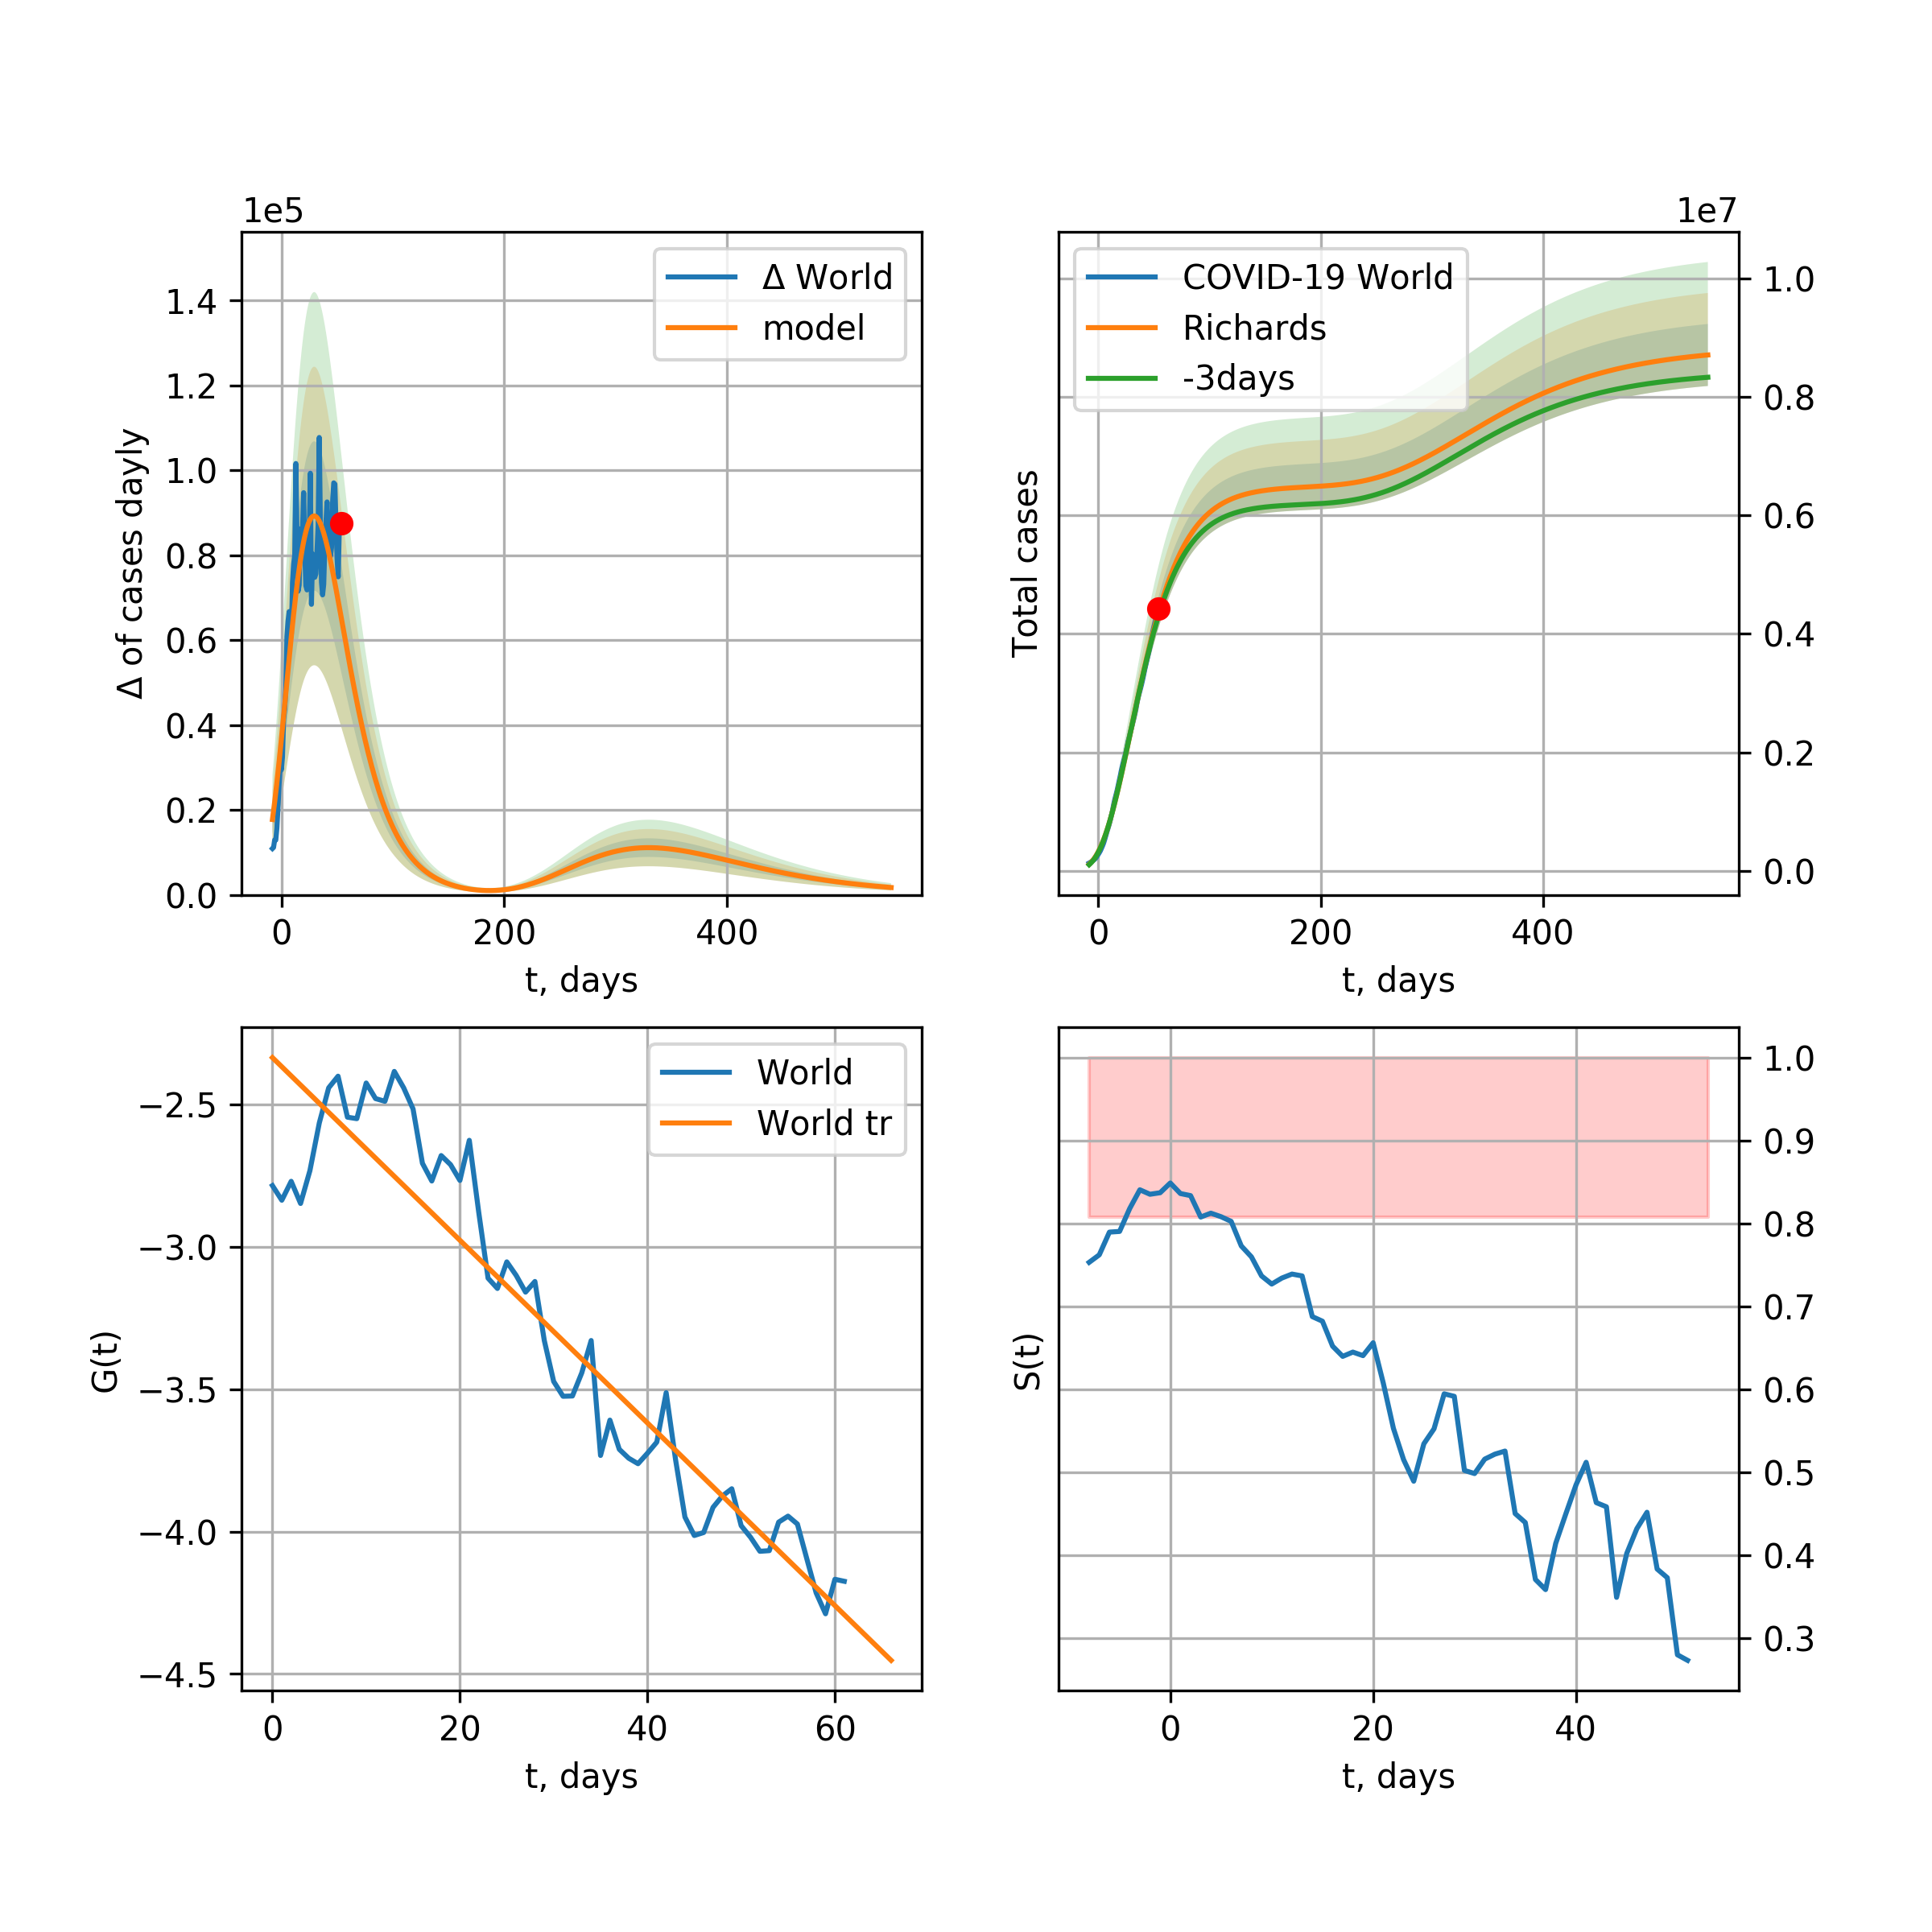 1e5
Δ of cases dayly
1.4
1.2
1.0
0.8
0.6
0.4
0.2
0.0
0 200 400
t, days
Δ World
model
1e7
Total cases
1.0
0.8
0.6
0.4
0.2
0.0
0 200 400
t, days
COVID-19 World
Richards
-3days
G(t)
−2.5
−3.0
−3.5
−4.0
−4.5
0 20 40 60
t, days
World
World tr
S(t)
1.0
0.9
0.8
0.7
0.6
0.5
0.4
0.3
0 20 40
t, days